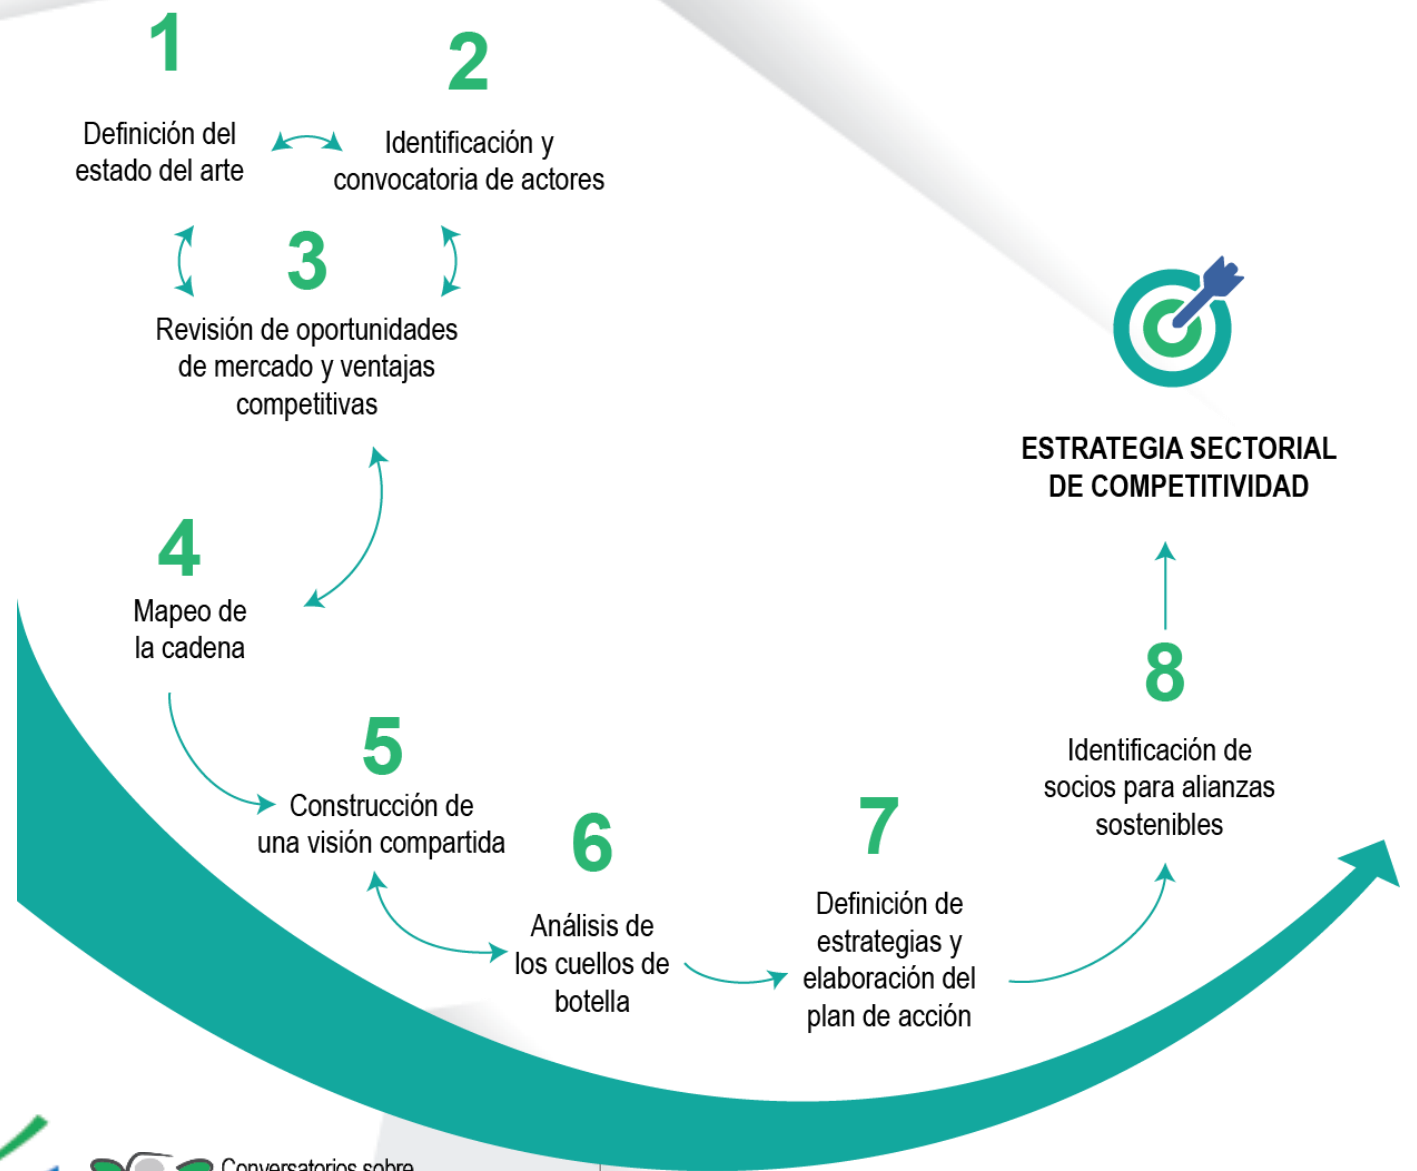 1
Definición del
estado del arte
2
Identificación y
convocatoria de actores
3
Revisión de oportunidades
de mercado y ventajas
competitivas
4
Mapeo de
la cadena
5
Construcción de
una visión compartida
6
Análisis de
los cuellos de
botella
7
Definición de
estrategias y
elaboración del
plan de acción
8
Identificación de
socios para alianzas
sostenibles
ESTRATEGIA SECTORIAL
DE COMPETITIVIDAD
Conversatorios sobre